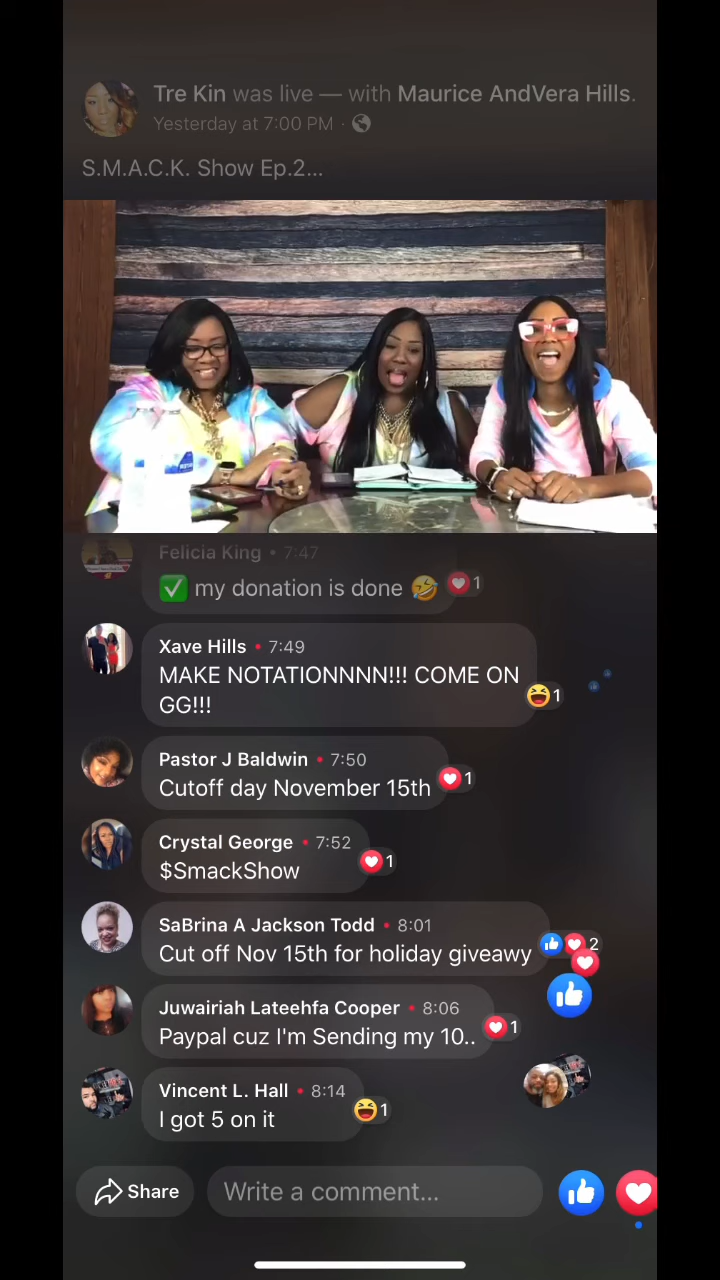 Tre Kin was live — with Maurice AndVera Hills.
Yesterday at 7:00 PM ·
S.M.A.C.K. Show Ep.2...
Felicia King • 7:47
✅ my donation is done 🤣 1
Xave Hills • 7:49
MAKE NOTATIONNNN!!! COME ON
GG!!!
1
Pastor J Baldwin • 7:50
Cutoff day November 15th 1
Crystal George • 7:52
$SmackShow 1
SaBrina A Jackson Todd • 8:01
Cut off Nov 15th for holiday giveawy 2
Juwairiah Lateehfa Cooper • 8:06
Paypal cuz I'm Sending my 10.. 1
Vincent L. Hall • 8:14
I got 5 on it 1
Share
Write a comment...